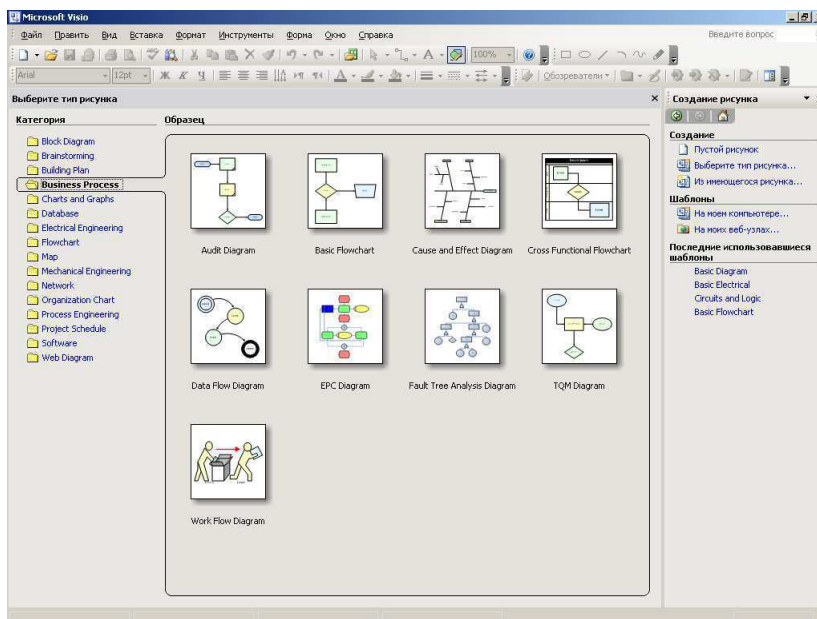 Microsoft Visio
Файл Править Вид Вставка Формат Инструменты Форма Окно Справка
Введите вопрос
100%
Arial 12pt Ж К Ч
Обозреватели
Выберите тип рисунка
Категория
Block Diagram
Brainstorming
Building Plan
Business Process
Charts and Graphs
Database
Electrical Engineering
Flowchart
Map
Mechanical Engineering
Network
Organization Chart
Process Engineering
Project Schedule
Software
Web Diagram
Образец
Audit Diagram
Basic Flowchart
Cause and Effect Diagram
Cross Functional Flowchart
Data Flow Diagram
EPC Diagram
Fault Tree Analysis Diagram
TQM Diagram
Work Flow Diagram
Создание рисунка
Создание
Пустой рисунок
Выберите тип рисунка...
Из имеющегося рисунка...
Шаблоны
На моем компьютере...
На моих веб-узлах...
Последние использовавшиеся
шаблоны
Basic Diagram
Basic Electrical
Circuits and Logic
Basic Flowchart